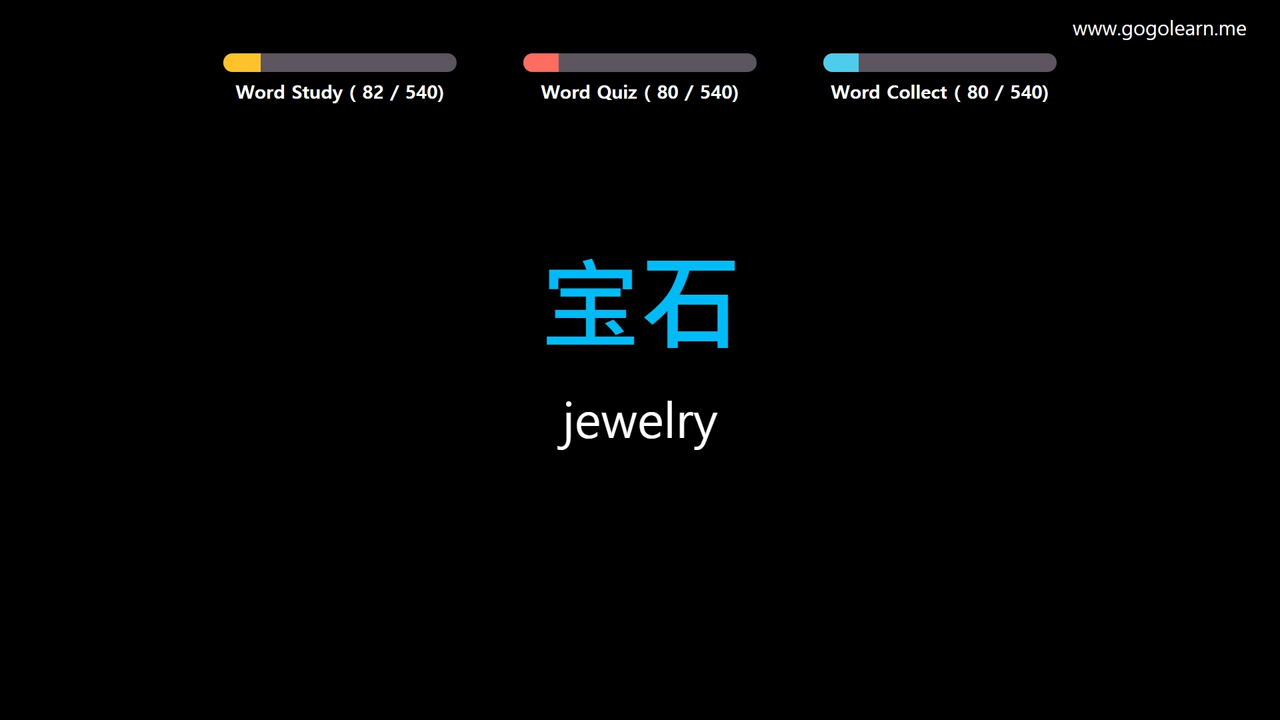 www.gogolearn.me
Word Study ( 82 / 540)
Word Quiz ( 80 / 540)
Word Collect ( 80 / 540)
宝石
jewelry